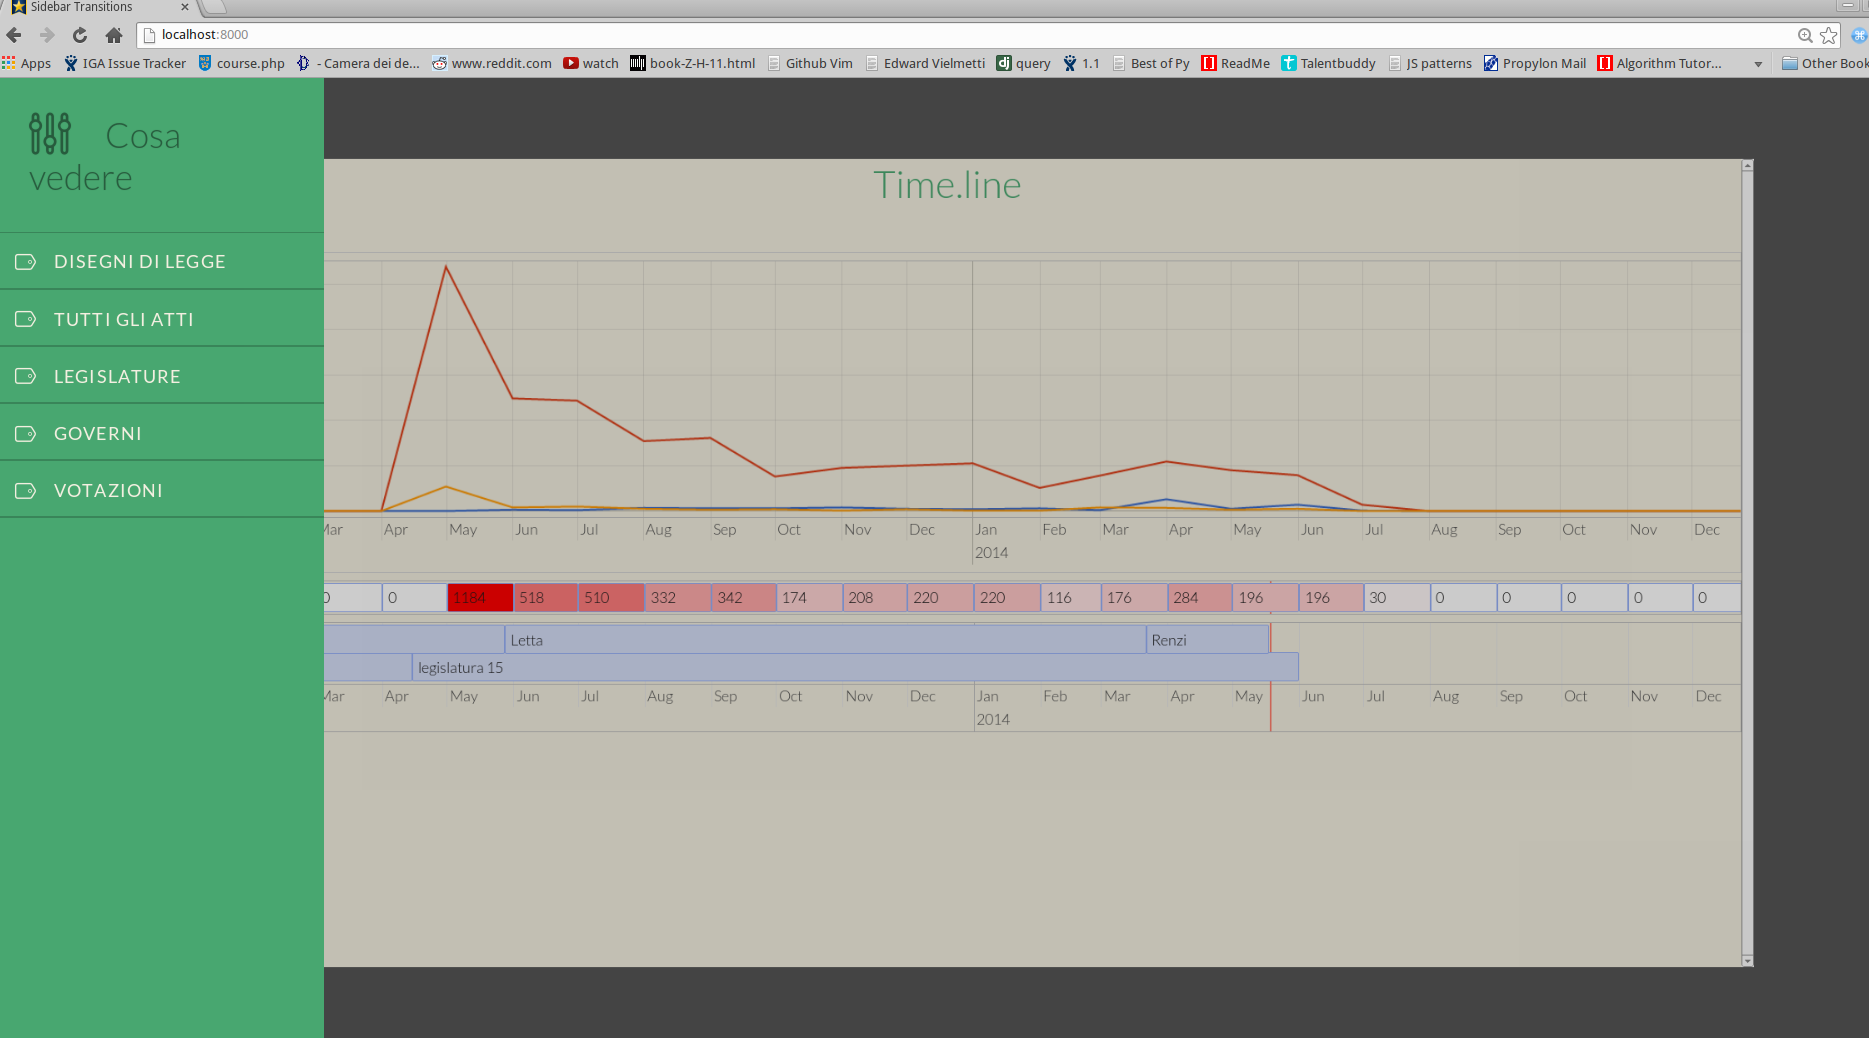 Sidebar Transitions
localhost:8000
Apps IGA Issue Tracker course.php - Camera dei de... www.reddit.com watch book-Z-H-11.html Github Vim Edward Vielmetti query 1.1 Best of Py ReadMe Talentbuddy JS patterns Propylon Mail Algorithm Tutor... Other Book
Cosa
vedere
DISEGNI DI LEGGE
TUTTI GLI ATTI
LEGISLATURE
GOVERNI
VOTAZIONI
Time.line
Mar Apr May Jun Jul Aug Sep Oct Nov Dec Jan Feb Mar Apr May Jun Jul Aug Sep Oct Nov Dec
2014
0 0 1184 518 510 332 342 174 208 220 220 116 176 284 196 196 30 0 0 0 0 0
Letta Renzi
legislatura 15
Mar Apr May Jun Jul Aug Sep Oct Nov Dec Jan Feb Mar Apr May Jun Jul Aug Sep Oct Nov Dec
2014